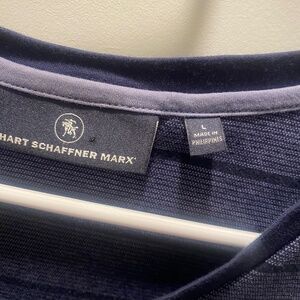 HART SCHAFFNER MARX
L
MADE IN
PHILIPPINES